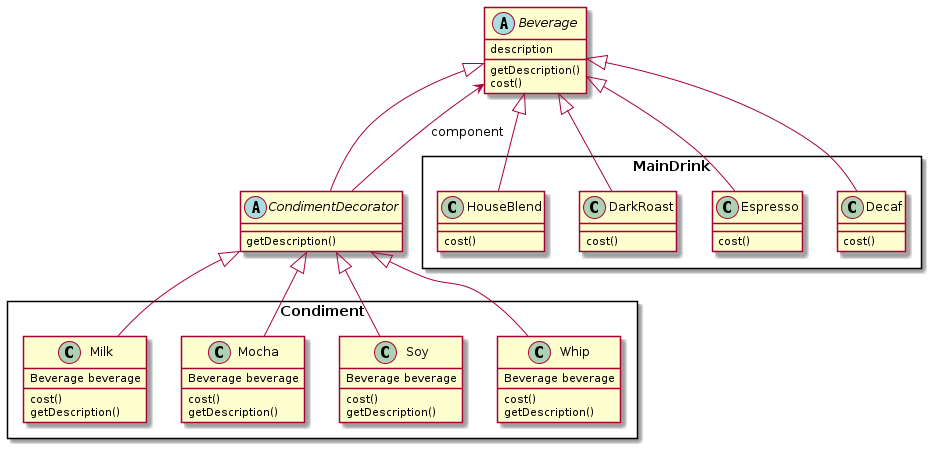 A Beverage
description
getDescription()
cost()
component
MainDrink
A CondimentDecorator
getDescription()
C HouseBlend
cost()
C DarkRoast
cost()
C Espresso
cost()
C Decaf
cost()
Condiment
C Milk
Beverage beverage
cost()
getDescription()
C Mocha
Beverage beverage
cost()
getDescription()
C Soy
Beverage beverage
cost()
getDescription()
C Whip
Beverage beverage
cost()
getDescription()